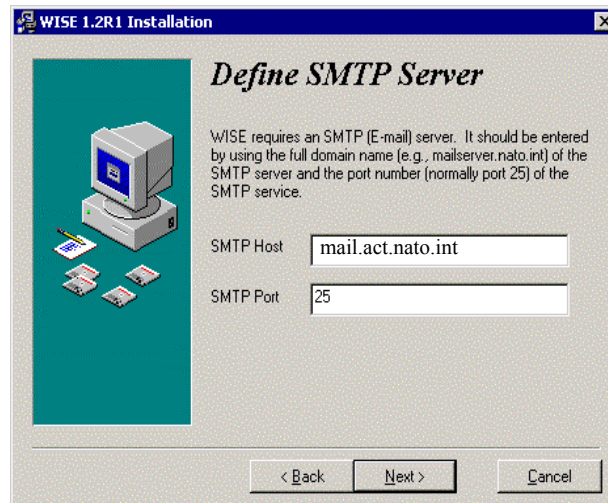 WISE 1.2R1 Installation
Define SMTP Server
WISE requires an SMTP (E-mail) server. It should be entered
by using the full domain name (e.g., mailserver.nato.int) of the
SMTP server and the port number (normally port 25) of the
SMTP service.
SMTP Host mail.act.nato.int
SMTP Port 25
< Back Next > Cancel